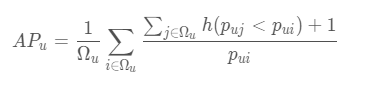 $AP_u = \frac{1}{\Omega_u} \sum_{i \in \Omega_u} \frac{\sum_{j \in \Omega_u} h(p_{uj} < p_{ui}) + 1}{p_{ui}}$